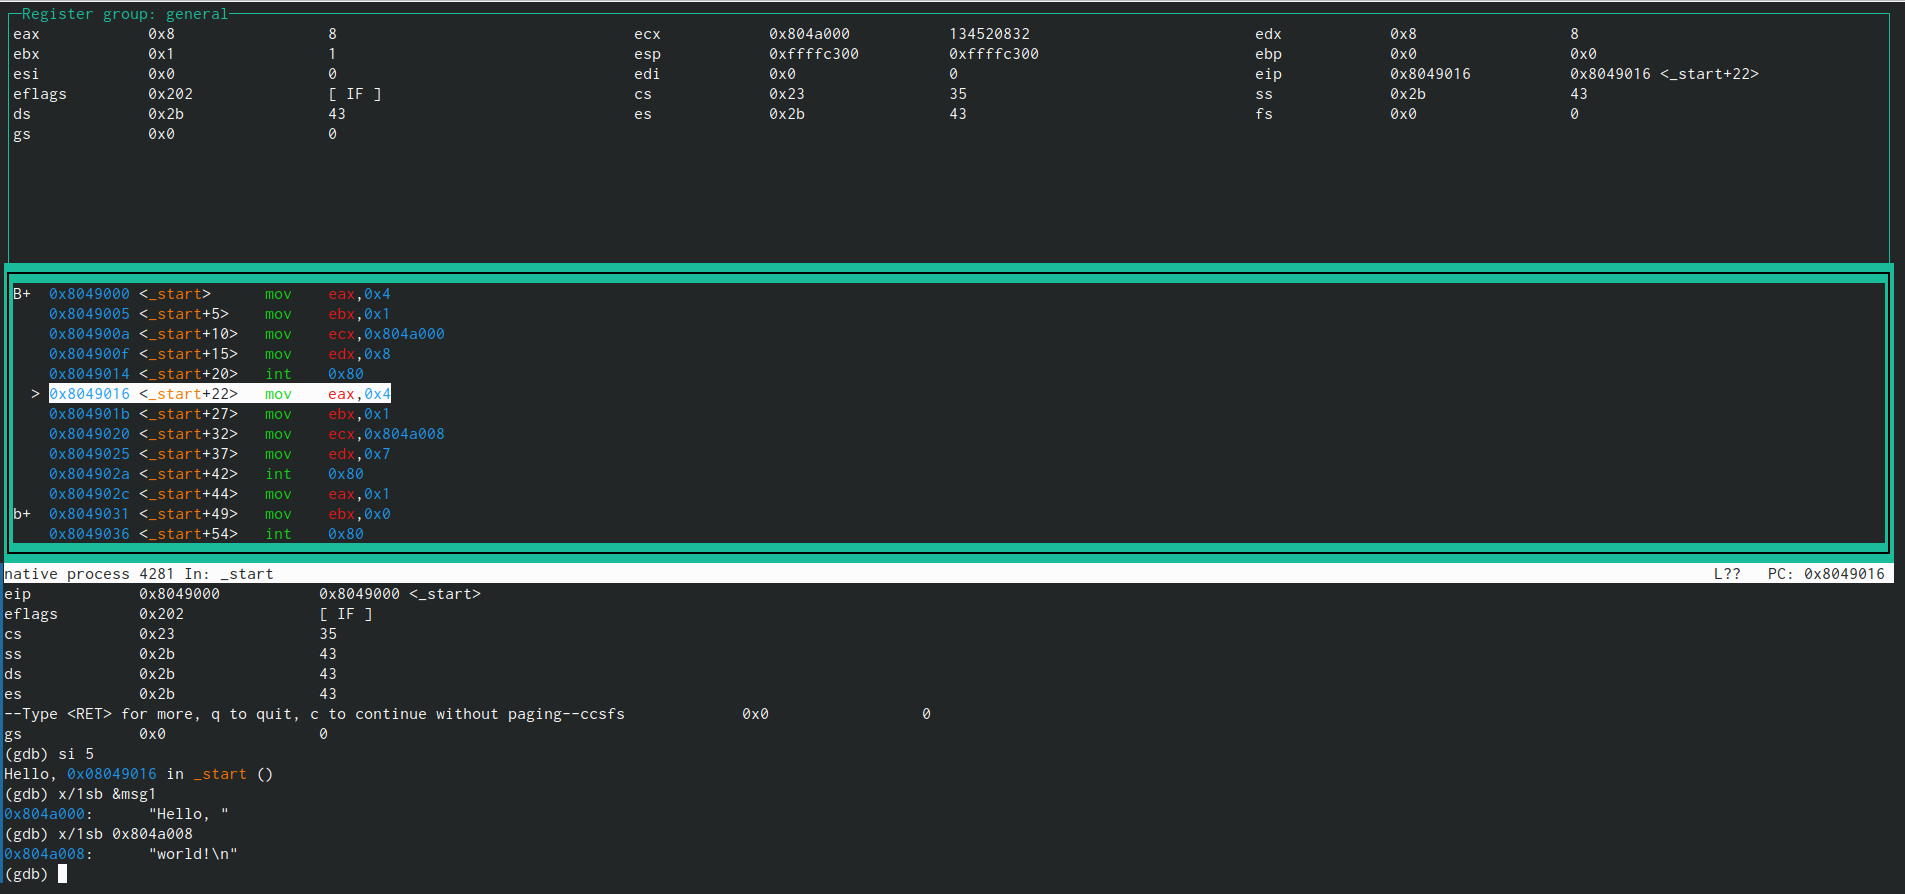 Register group: general
eax 0x8 8 ecx 0x804a000 134520832 edx 0x8 8
ebx 0x1 1 esp 0xffffc300 0xffffc300 ebp 0x0 0x0
esi 0x0 0 edi 0x0 0 eip 0x8049016 0x8049016 <_start+22>
eflags 0x202 [ IF ] cs 0x23 35 ss 0x2b 43
ds 0x2b 43 es 0x2b 43 fs 0x0 0
gs 0x0 0
B+ 0x8049000 <_start> mov eax,0x4
0x8049005 <_start+5> mov ebx,0x1
0x804900a <_start+10> mov ecx,0x804a000
0x804900f <_start+15> mov edx,0x8
0x8049014 <_start+20> int 0x80
> 0x8049016 <_start+22> mov eax,0x4
0x804901b <_start+27> mov ebx,0x1
0x8049020 <_start+32> mov ecx,0x804a008
0x8049025 <_start+37> mov edx,0x7
0x804902a <_start+42> int 0x80
0x804902c <_start+44> mov eax,0x1
b+ 0x8049031 <_start+49> mov ebx,0x0
0x8049036 <_start+54> int 0x80
native process 4281 In: _start L?? PC: 0x8049016
eip 0x8049000 0x8049000 <_start>
eflags 0x202 [ IF ]
cs 0x23 35
ss 0x2b 43
ds 0x2b 43
es 0x2b 43
--Type <RET> for more, q to quit, c to continue without paging--ccsfs 0x0 0
gs 0x0 0
(gdb) si 5
Hello, 0x08049016 in _start ()
(gdb) x/1sb &msg1
0x804a000: "Hello, "
(gdb) x/1sb 0x804a008
0x804a008: "world!\n"
(gdb)